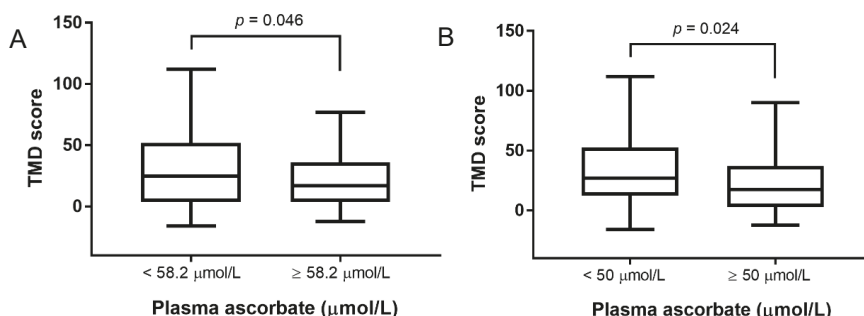 A
p = 0.046
150
100
50
0
TMD score
< 58.2 μmol/L
≥ 58.2 μmol/L
Plasma ascorbate (μmol/L)
B
p = 0.024
150
100
50
0
TMD score
< 50 μmol/L
≥ 50 μmol/L
Plasma ascorbate (μmol/L)